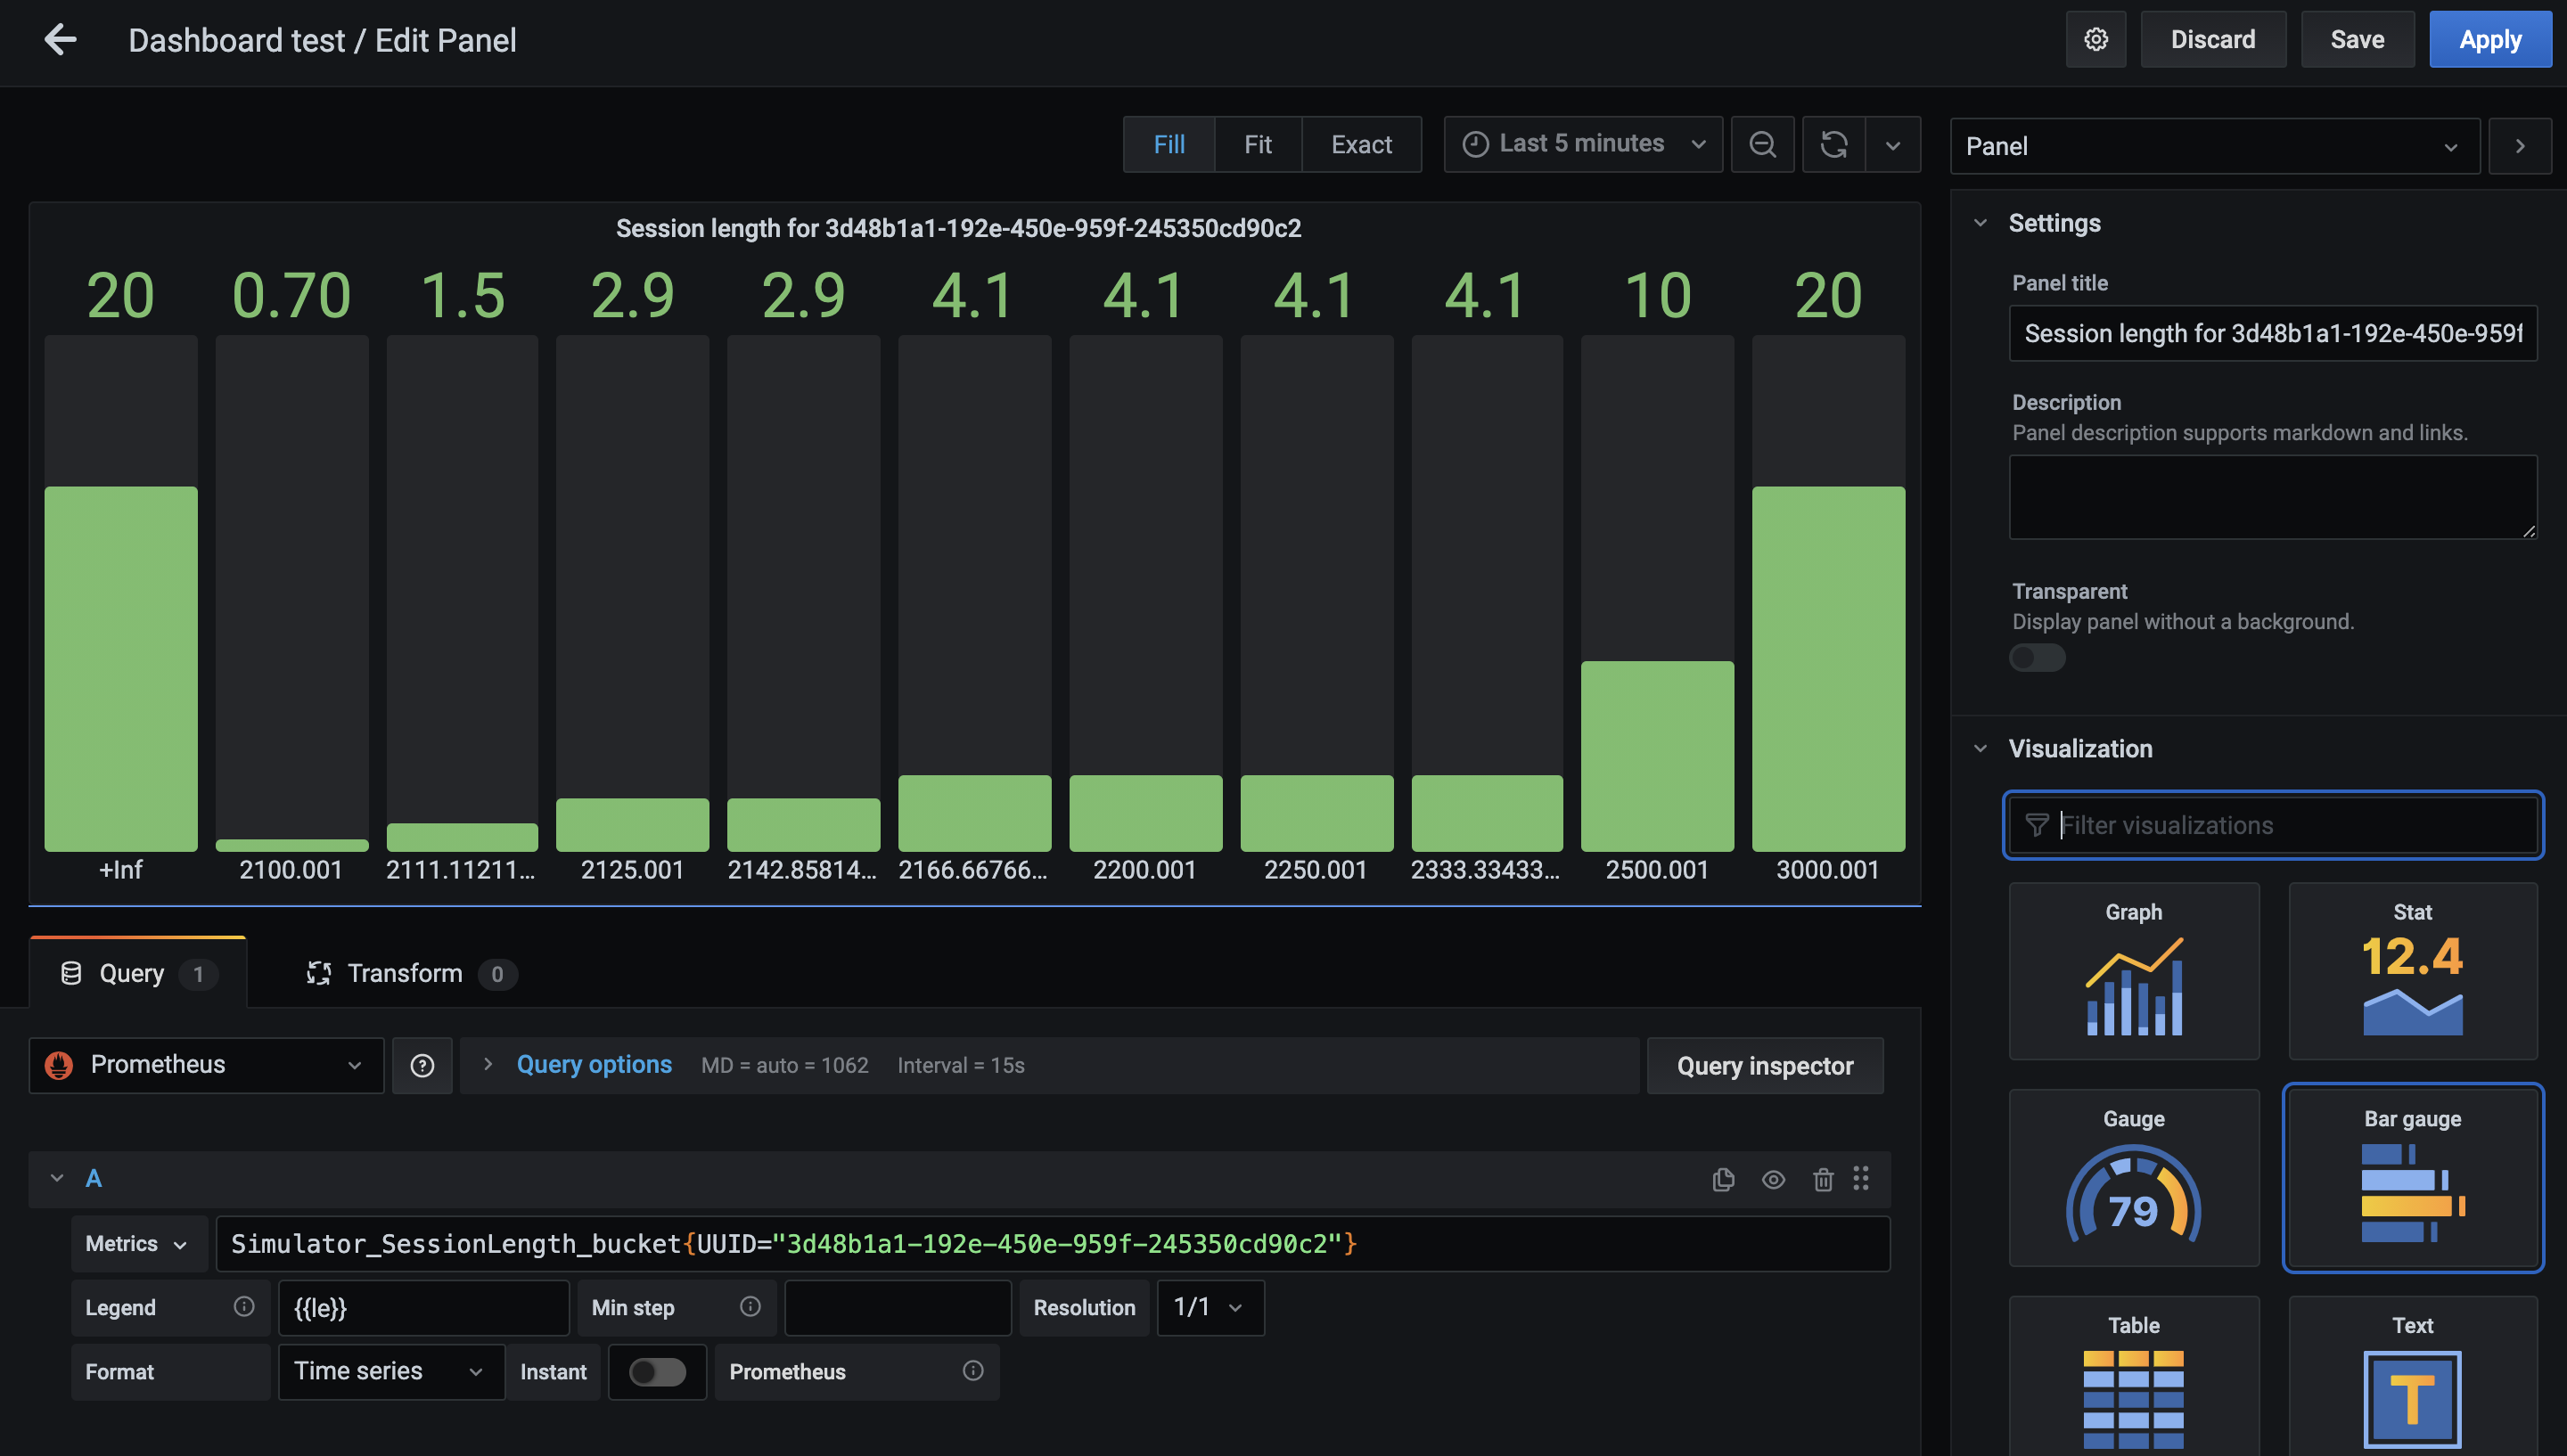 Dashboard test / Edit Panel
Discard
Save
Apply
Fill
Fit
Exact
Last 5 minutes
Panel
Session length for 3d48b1a1-192e-450e-959f-245350cd90c2
20
0.70
1.5
2.9
2.9
4.1
4.1
4.1
4.1
10
20
+Inf
2100.001
2111.11211...
2125.001
2142.85814...
2166.66766...
2200.001
2250.001
2333.33433...
2500.001
3000.001
Settings
Panel title
Session length for 3d48b1a1-192e-450e-959f
Description
Panel description supports markdown and links.
Transparent
Display panel without a background.
Visualization
Filter visualizations
Graph
Stat
12.4
Gauge
79
Bar gauge
Table
Text
T
Query 1
Transform 0
Prometheus
Query options
MD = auto = 1062
Interval = 15s
Query inspector
A
Metrics
Simulator_SessionLength_bucket{UUID="3d48b1a1-192e-450e-959f-245350cd90c2"}
Legend
{{le}}
Min step
Resolution
1/1
Format
Time series
Instant
Prometheus